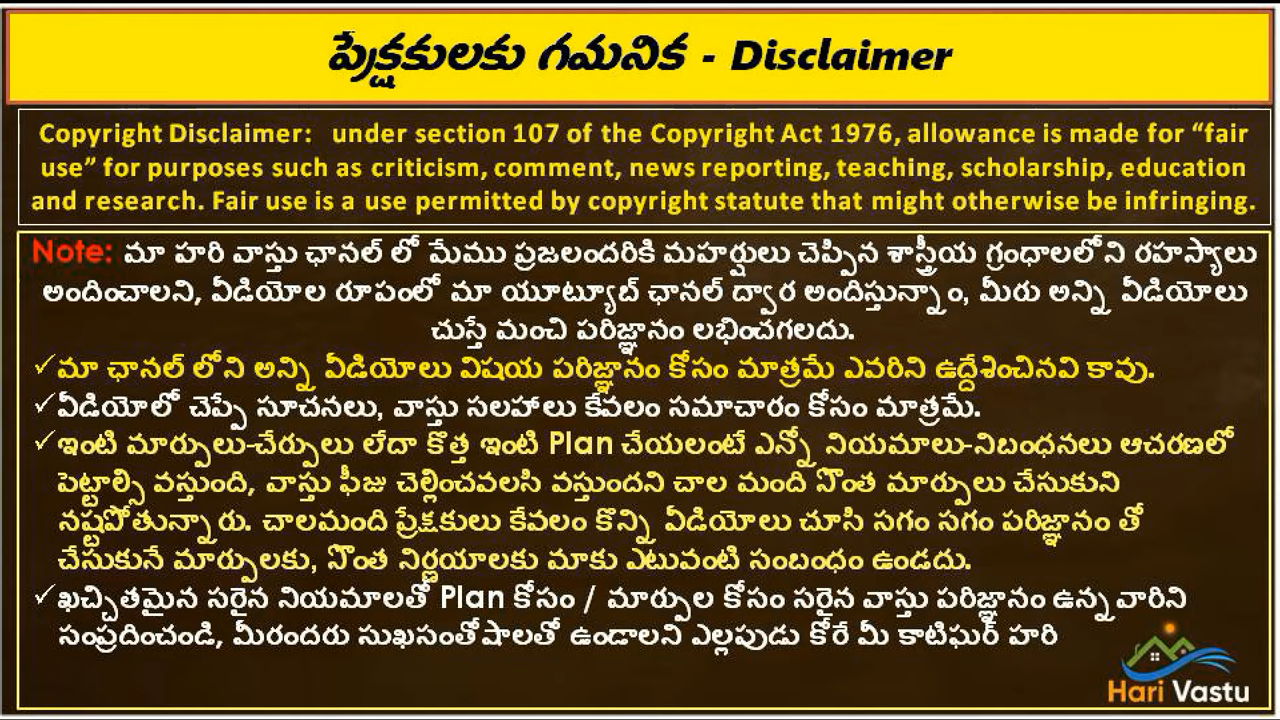 ప్రేక్షకులకు గమనిక - Disclaimer
Copyright Disclaimer: under section 107 of the Copyright Act 1976, allowance is made for “fair
use” for purposes such as criticism, comment, news reporting, teaching, scholarship, education
and research. Fair use is a use permitted by copyright statute that might otherwise be infringing.
Note: మా హరి వాస్తు ఛానల్ లో మేము ప్రజలందరికి మహర్షులు చెప్పిన శాస్త్రీయ గ్రంధాలలోని రహస్యాలు
అందించాలని, వీడియోల రూపంలో మా యూట్యూబ్ ఛానల్ ద్వార అందిస్తున్నాం, మీరు అన్ని వీడియోలు
చుస్తే మంచి పరిజ్ఞానం లభించగలదు.
✓మా ఛానల్ లోని అన్ని వీడియోలు విషయ పరిజ్ఞానం కోసం మాత్రమే ఎవరిని ఉద్దేశించినవి కావు.
✓వీడియోలో చెప్పే సూచనలు, వాస్తు సలహాలు కేవలం సమాచారం కోసం మాత్రమే.
✓ఇంటి మార్పులు-చేర్పులు లేదా కొత్త ఇంటి Plan చేయలంటే ఎన్నో నియమాలు-నిబంధనలు ఆచరణలో
పెట్టాల్సి వస్తుంది, వాస్తు ఫీజు చెల్లించవలసి వస్తుందని చాల మంది సొంత మార్పులు చేసుకుని
నష్టపోతున్నారు. చాలమంది ప్రేక్షకులు కేవలం కొన్ని వీడియోలు చూసి సగం సగం పరిజ్ఞానం తో
చేసుకునే మార్పులకు, సొంత నిర్ణయాలకు మాకు ఎటువంటి సంబంధం ఉండదు.
✓ఖచ్చితమైన సరైన నియమాలతో Plan కోసం / మార్పుల కోసం సరైన వాస్తు పరిజ్ఞానం ఉన్నవారిని
సంప్రదించండి, మీరందరు సుఖసంతోషాలతో ఉండాలని ఎల్లపుడు కోరే మీ కాటిఘర్ హరి
Hari Vastu